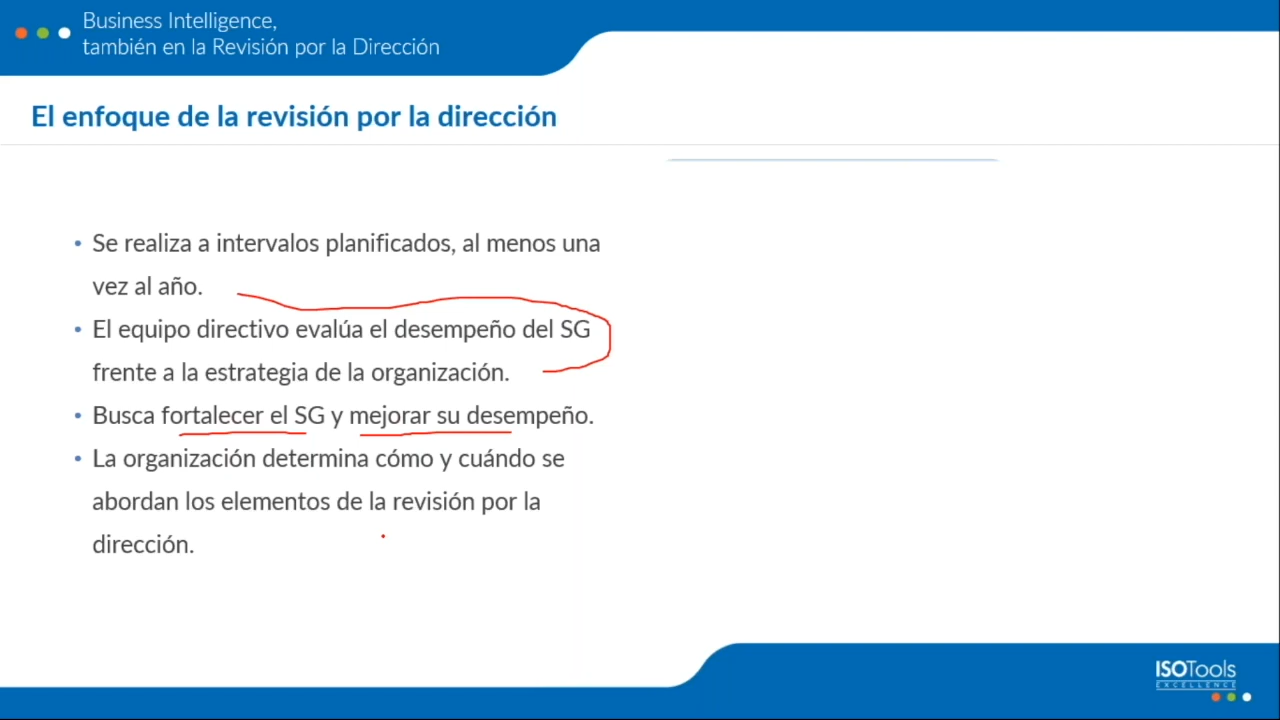 Business Intelligence,
también en la Revisión por la Dirección
El enfoque de la revisión por la dirección
• Se realiza a intervalos planificados, al menos una
vez al año.
• El equipo directivo evalúa el desempeño del SG
frente a la estrategia de la organización.
• Busca fortalecer el SG y mejorar su desempeño.
• La organización determina cómo y cuándo se
abordan los elementos de la revisión por la
dirección.
ISOTools
EXCELLENCE